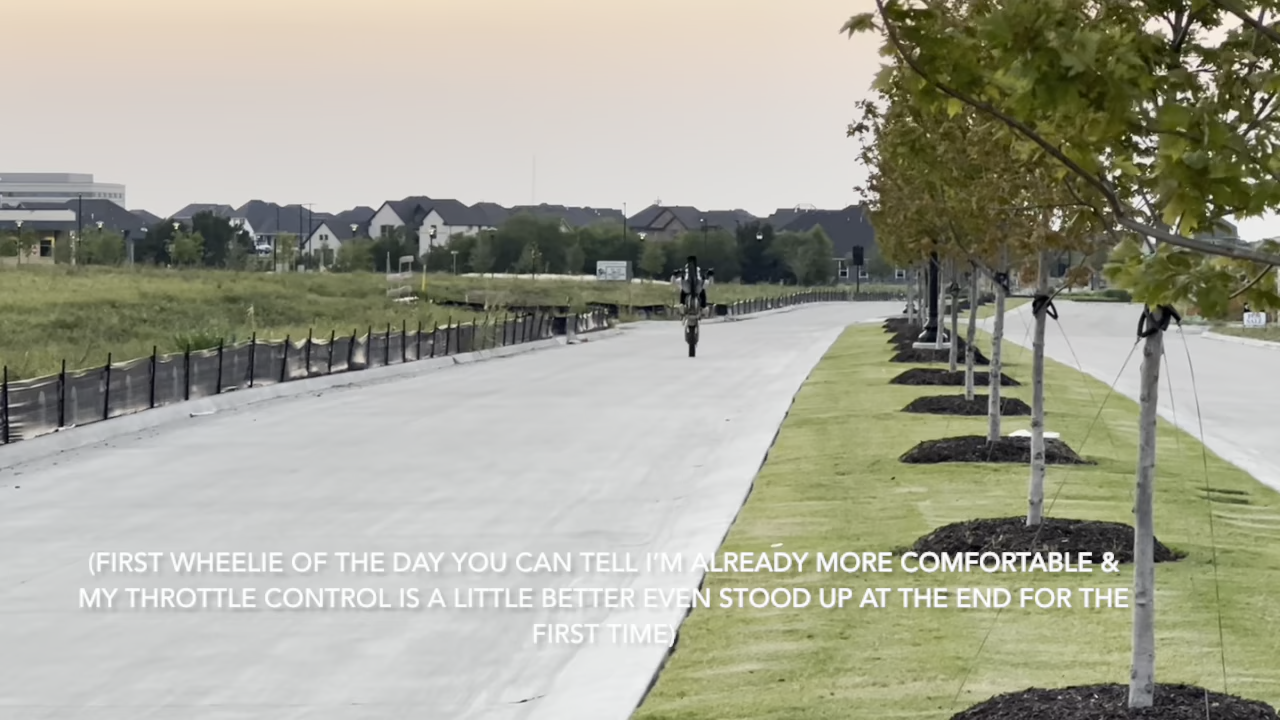 (FIRST WHEELIE OF THE DAY YOU CAN TELL I'M ALREADY MORE COMFORTABLE &
MY THROTTLE CONTROL IS A LITTLE BETTER EVEN STOOD UP AT THE END FOR THE
FIRST TIME)